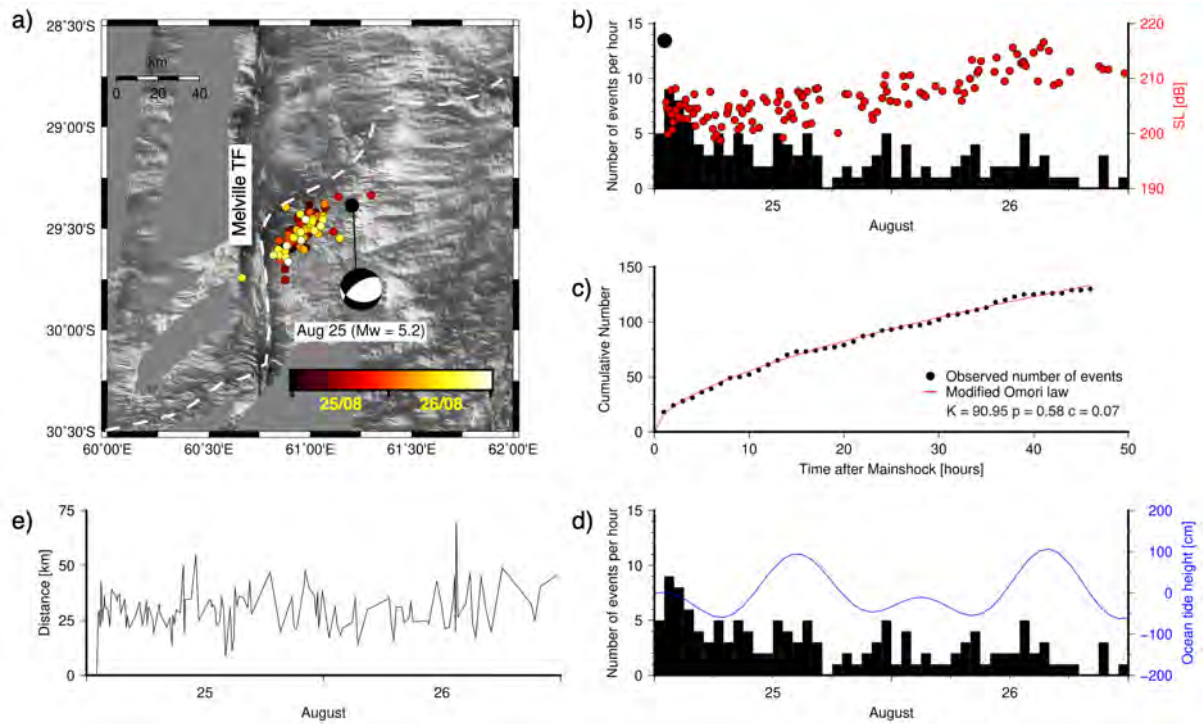 a)
28˚30'S
29˚00'S
29˚30'S
30˚00'S
30˚30'S
60˚00'E
60˚30'E
61˚00'E
61˚30'E
62˚00'E
km
0 20 40
Melville TF
Aug 25 (Mw = 5.2)
25/08 26/08
b)
Number of events per hour
15
10
5
0
SL [dB]
220
210
200
190
25 26
August
c)
Cumulative Number
150
100
50
0
0 10 20 30 40 50
Time after Mainshock [hours]
Observed number of events
Modified Omori law
K = 90.95 p = 0.58 c = 0.07
e)
Distance [km]
75
50
25
0
25 26
August
d)
Number of events per hour
15
10
5
0
Ocean tide height [cm]
200
100
0
−100
−200
25 26
August